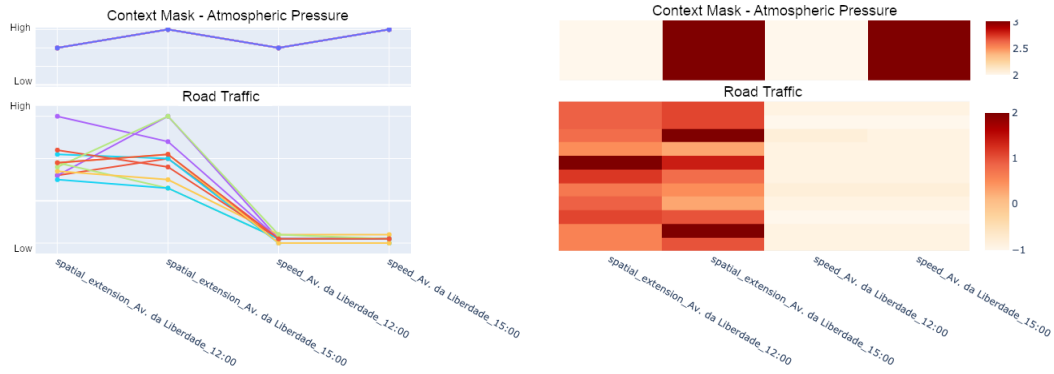 Context Mask - Atmospheric Pressure
High
Low
Road Traffic
High
Low
spatial_extension_Av. da Liberdade_12:00
spatial_extension_Av. da Liberdade_15:00
speed_Av. da Liberdade_12:00
speed_Av. da Liberdade_15:00
Context Mask - Atmospheric Pressure
3
2.5
2
Road Traffic
2
1
0
−1
spatial_extension_Av. da Liberdade_12:00
spatial_extension_Av. da Liberdade_15:00
speed_Av. da Liberdade_12:00
speed_Av. da Liberdade_15:00